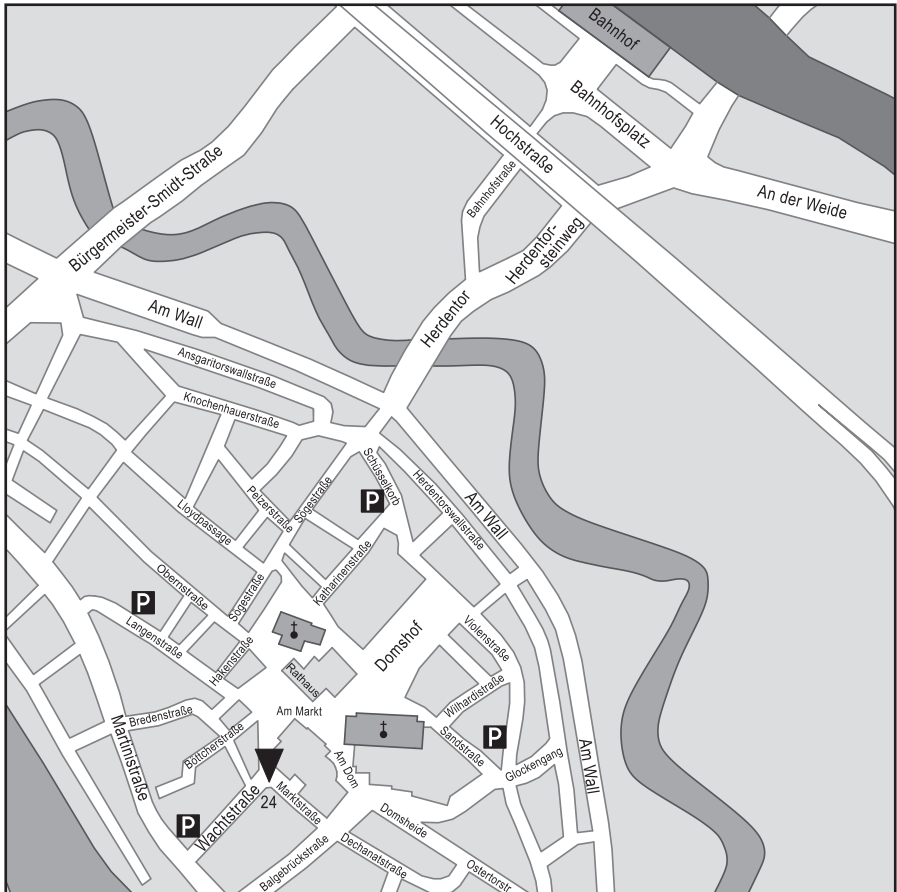 Bahnhof
Bahnhofsplatz
Hochstraße
An der Weide
Bahnhofstraße
Bürgermeister-Smidt-Straße
Herdentor-
steinweg
Herdentor
Am Wall
Ansgaritorswallstraße
Knochenhauerstraße
Schüsselkorb
P
Sögestraße
Pelzerstraße
Lloydpassage
Herdentorswallstraße
Am Wall
Katharinenstraße
Obernstraße
Sögestraße
P
Langenstraße
Hakenstraße
Domshof
Violenstraße
Rathaus
Wilhardistraße
Am Markt
Bredenstraße
Martinistraße
Böttcherstraße
Sandstraße
P
Am Dom
Glockengang
Am Wall
24
Marktstraße
Wachtstraße
P
Domsheide
Balgebrückstraße
Dechanatstraße
Ostertorstr.